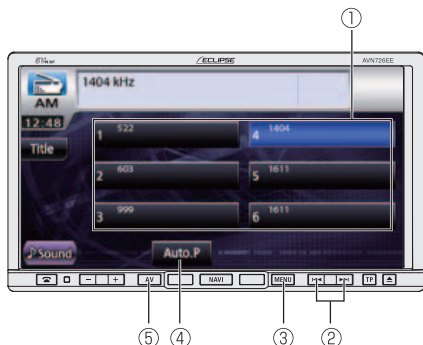 ①
ECLIPSE AVN726EE
1404 kHz
AM
12:48
Title
1 522
4 1404
2 603
5 1611
3 999
6 1611
Sound
Auto.P
AV NAVI MENU TP
⑤ ④ ③ ②